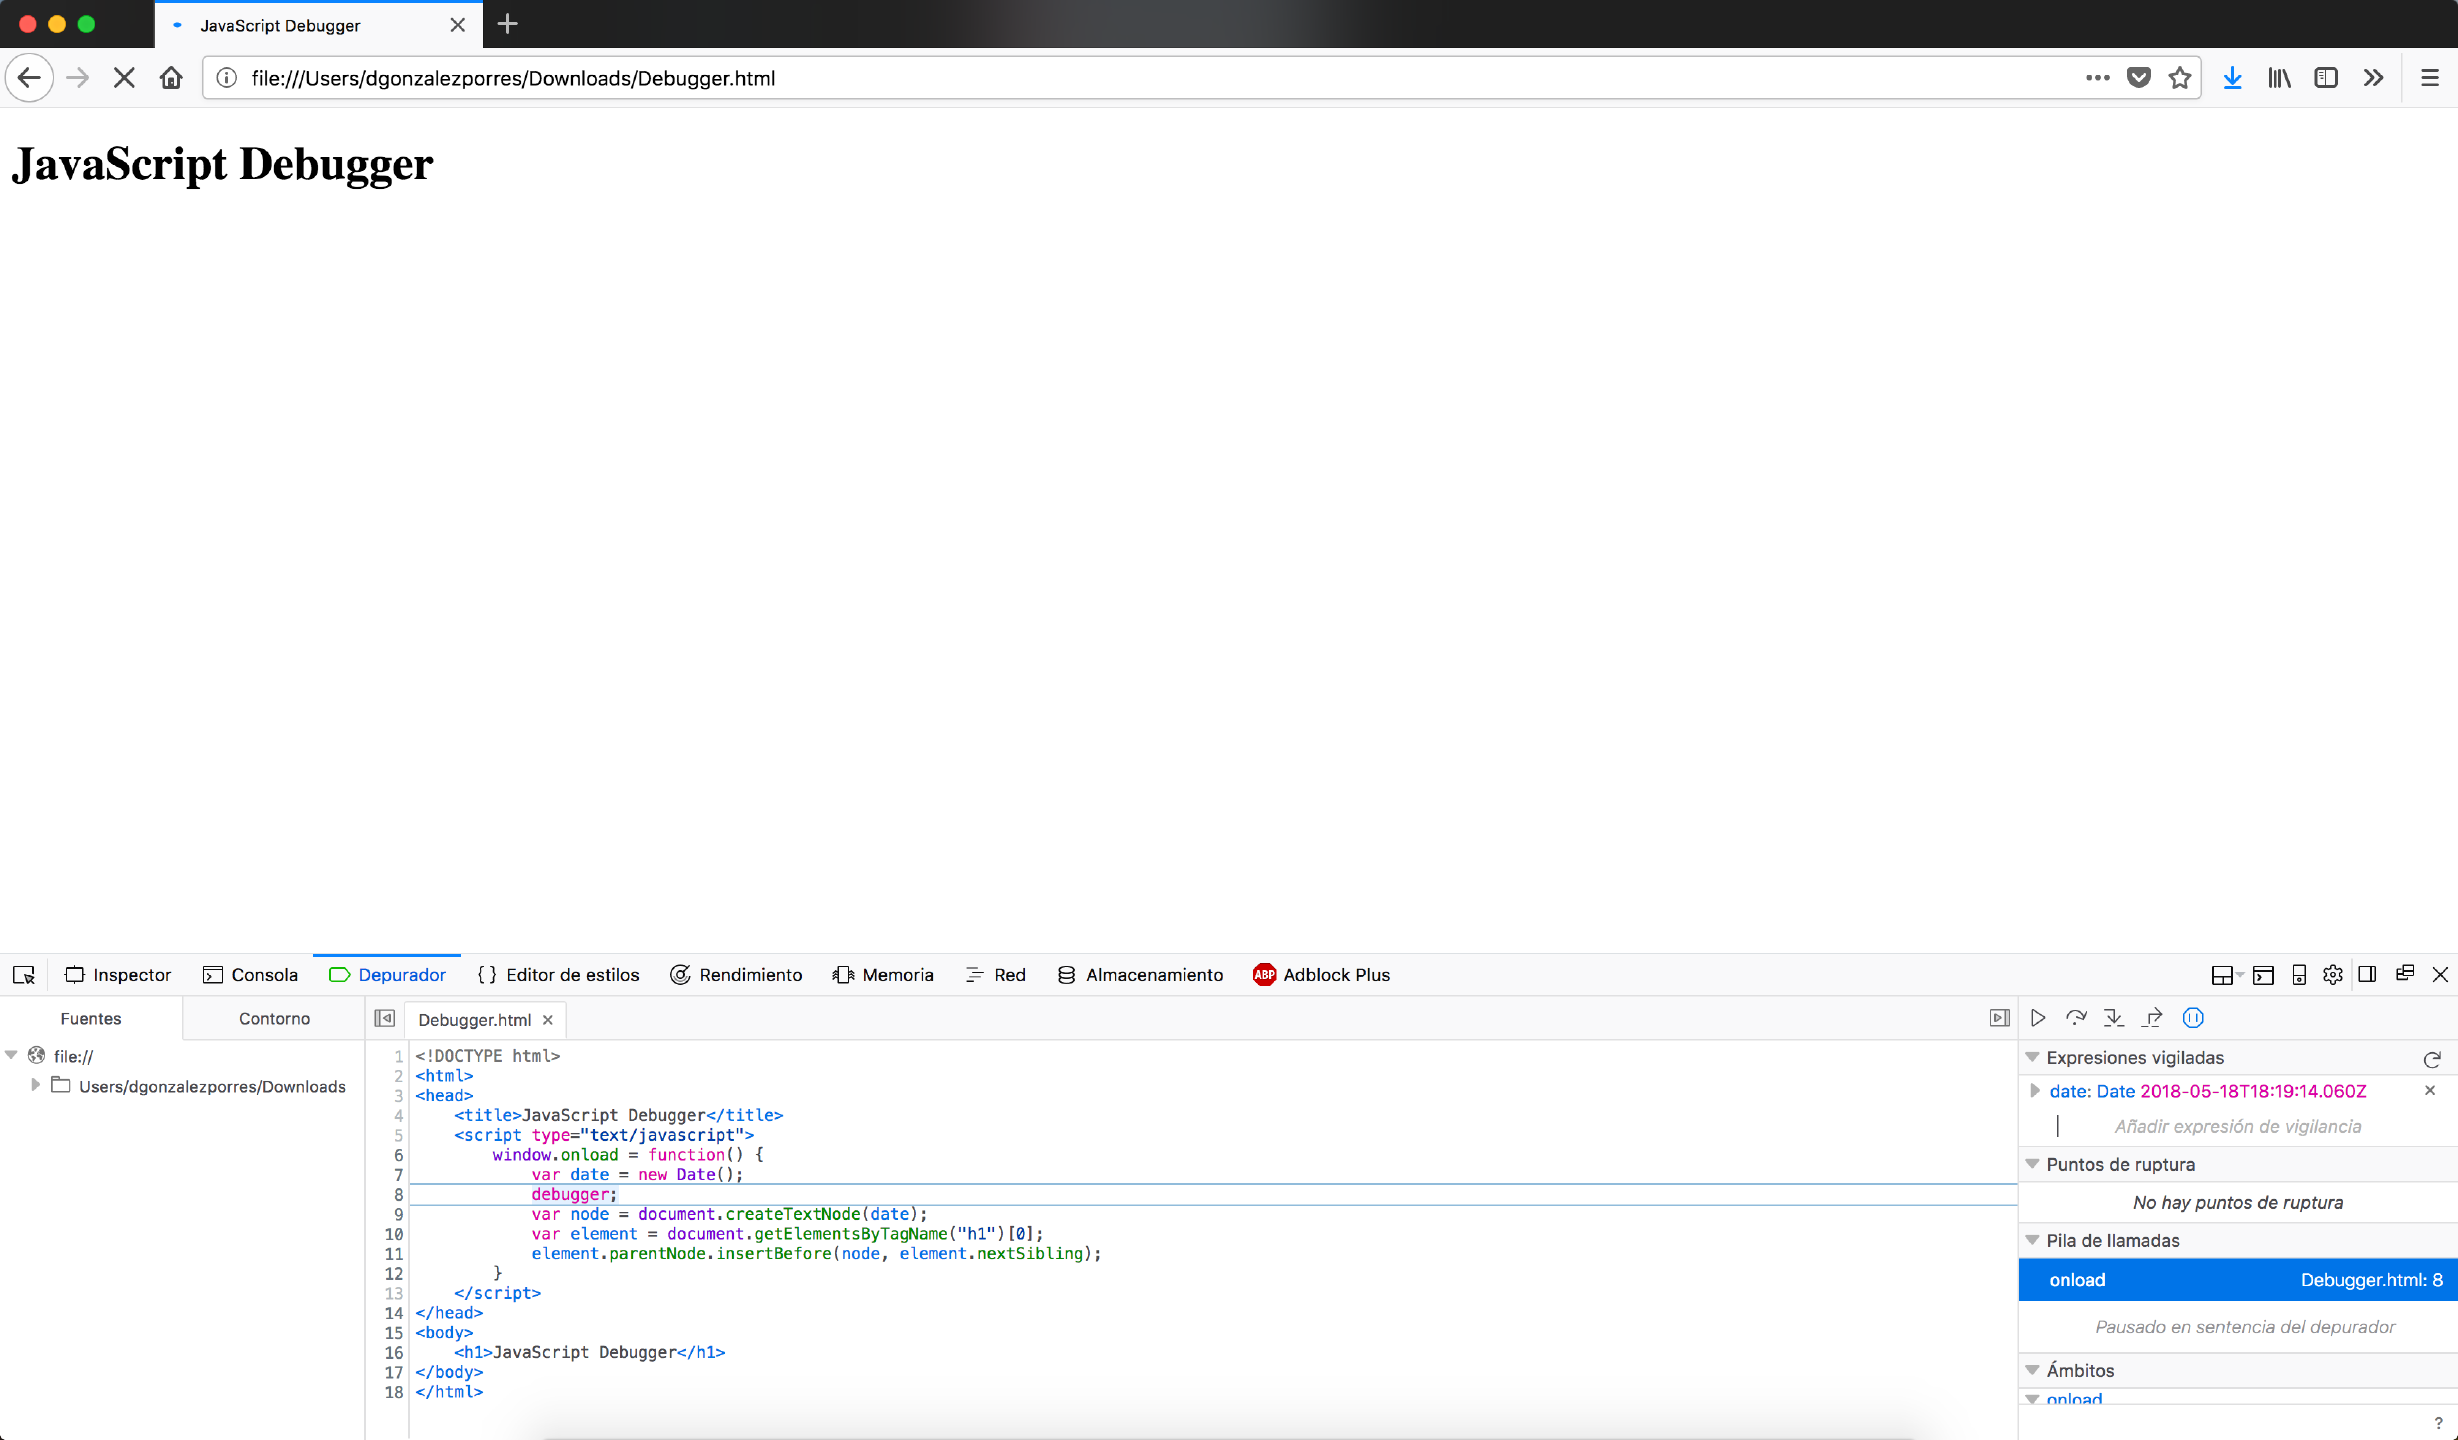 JavaScript Debugger
file:///Users/dgonzalezporres/Downloads/Debugger.html
JavaScript Debugger
Inspector Consola Depurador Editor de estilos Rendimiento Memoria Red Almacenamiento ABP Adblock Plus
Fuentes Contorno
file://
Users/dgonzalezporres/Downloads
Debugger.html
1 <!DOCTYPE html>
2 <html>
3 <head>
4 <title>JavaScript Debugger</title>
5 <script type="text/javascript">
6 window.onload = function() {
7 var date = new Date();
8 debugger;
9 var node = document.createTextNode(date);
10 var element = document.getElementsByTagName("h1")[0];
11 element.parentNode.insertBefore(node, element.nextSibling);
12 }
13 </script>
14 </head>
15 <body>
16 <h1>JavaScript Debugger</h1>
17 </body>
18 </html>
Expresiones vigiladas
date: Date 2018-05-18T18:19:14.060Z
Añadir expresión de vigilancia
Puntos de ruptura
No hay puntos de ruptura
Pila de llamadas
onload Debugger.html: 8
Pausado en sentencia del depurador
Ámbitos
onload
?